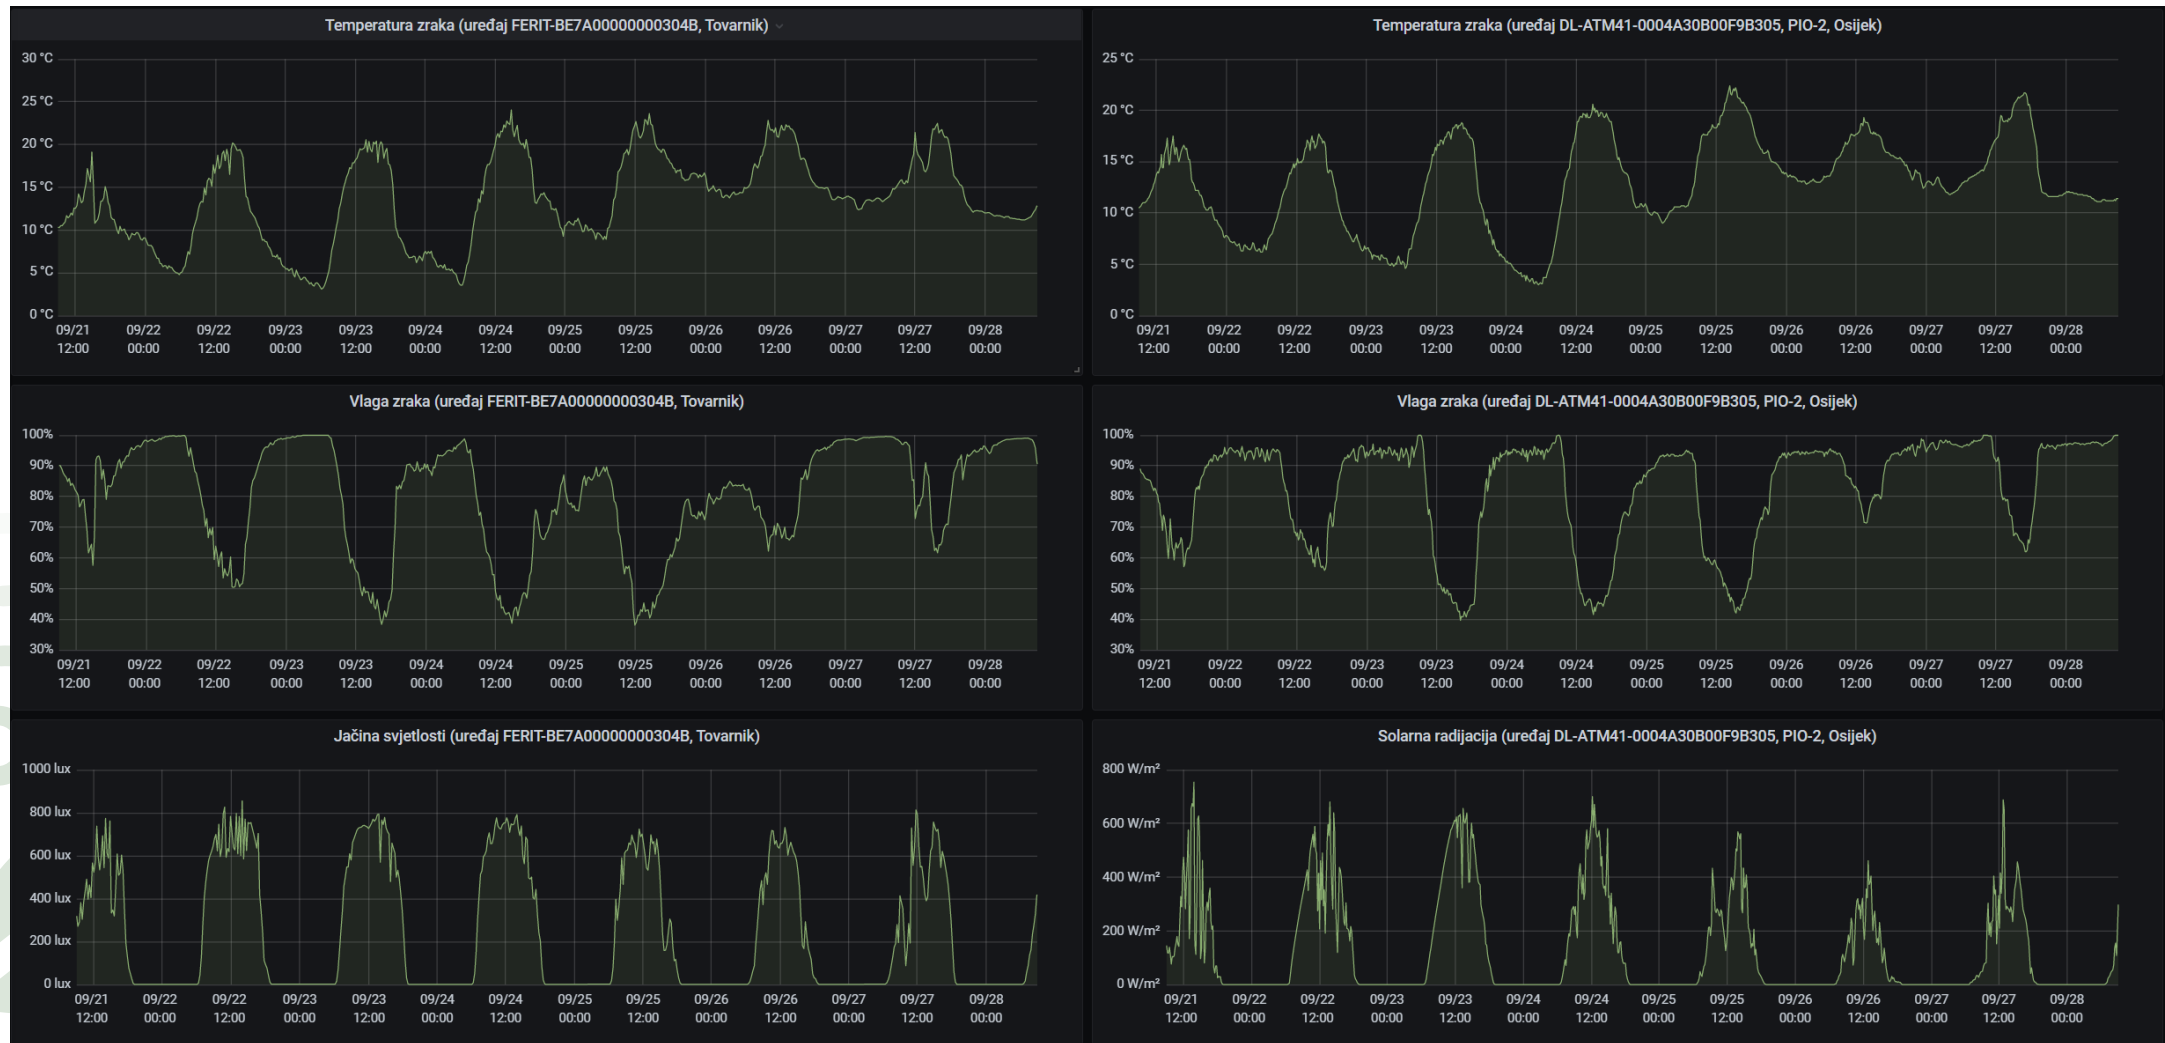 Temperatura zraka (uređaj FERIT-BE7A00000000304B, Tovarnik)
30 °C
25 °C
20 °C
15 °C
10 °C
5 °C
0 °C
09/21 09/22 09/22 09/23 09/23 09/24 09/24 09/25 09/25 09/26 09/26 09/27 09/27 09/28
12:00 00:00 12:00 00:00 12:00 00:00 12:00 00:00 12:00 00:00 12:00 00:00 12:00 00:00
Temperatura zraka (uređaj DL-ATM41-0004A30B00F9B305, PIO-2, Osijek)
25 °C
20 °C
15 °C
10 °C
5 °C
0 °C
09/21 09/22 09/22 09/23 09/23 09/24 09/24 09/25 09/25 09/26 09/26 09/27 09/27 09/28
12:00 00:00 12:00 00:00 12:00 00:00 12:00 00:00 12:00 00:00 12:00 00:00 12:00 00:00
Vlaga zraka (uređaj FERIT-BE7A00000000304B, Tovarnik)
100%
90%
80%
70%
60%
50%
40%
30%
09/21 09/22 09/22 09/23 09/23 09/24 09/24 09/25 09/25 09/26 09/26 09/27 09/27 09/28
12:00 00:00 12:00 00:00 12:00 00:00 12:00 00:00 12:00 00:00 12:00 00:00 12:00 00:00
Vlaga zraka (uređaj DL-ATM41-0004A30B00F9B305, PIO-2, Osijek)
100%
90%
80%
70%
60%
50%
40%
30%
09/21 09/22 09/22 09/23 09/23 09/24 09/24 09/25 09/25 09/26 09/26 09/27 09/27 09/28
12:00 00:00 12:00 00:00 12:00 00:00 12:00 00:00 12:00 00:00 12:00 00:00 12:00 00:00
Jačina svjetlosti (uređaj FERIT-BE7A00000000304B, Tovarnik)
1000 lux
800 lux
600 lux
400 lux
200 lux
0 lux
09/21 09/22 09/22 09/23 09/23 09/24 09/24 09/25 09/25 09/26 09/26 09/27 09/27 09/28
12:00 00:00 12:00 00:00 12:00 00:00 12:00 00:00 12:00 00:00 12:00 00:00 12:00 00:00
Solarna radijacija (uređaj DL-ATM41-0004A30B00F9B305, PIO-2, Osijek)
800 W/m²
600 W/m²
400 W/m²
200 W/m²
0 W/m²
09/21 09/22 09/22 09/23 09/23 09/24 09/24 09/25 09/25 09/26 09/26 09/27 09/27 09/28
12:00 00:00 12:00 00:00 12:00 00:00 12:00 00:00 12:00 00:00 12:00 00:00 12:00 00:00